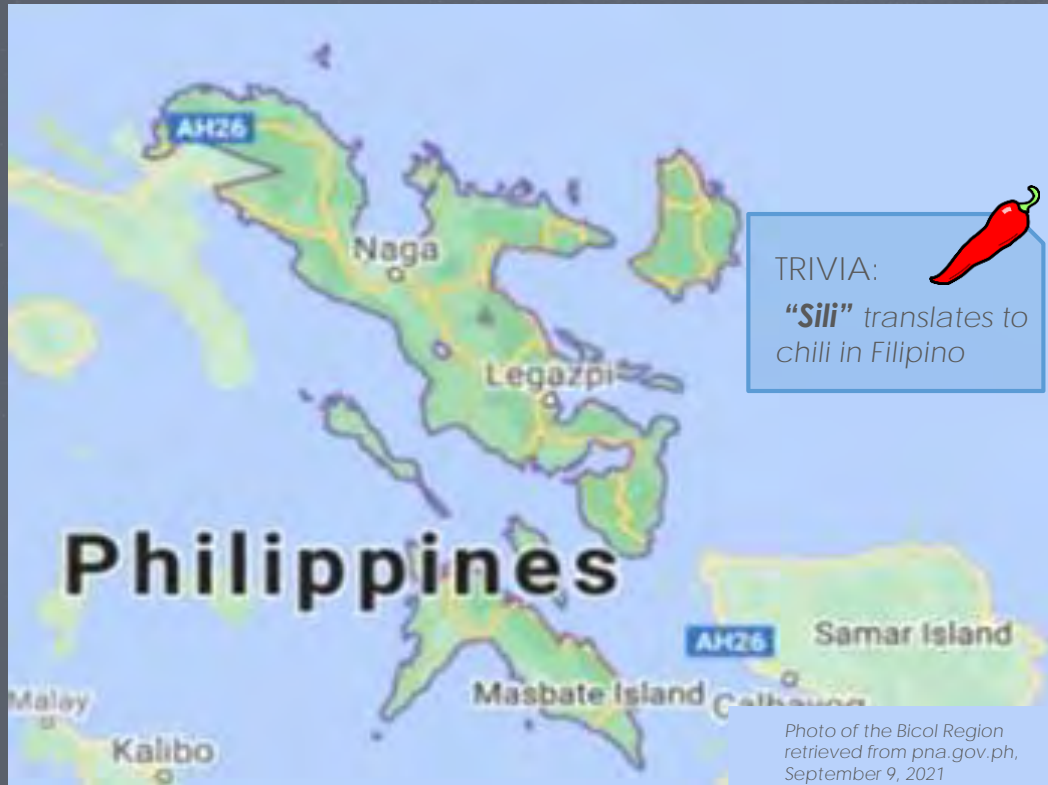 AH26
Naga
TRIVIA:
“Sili” translates to
chili in Filipino
Legazpi
Philippines
AH26
Samar Island
Masbate Island
Calbayog
Malay
Kalibo
Photo of the Bicol Region
retrieved from pna.gov.ph,
September 9, 2021